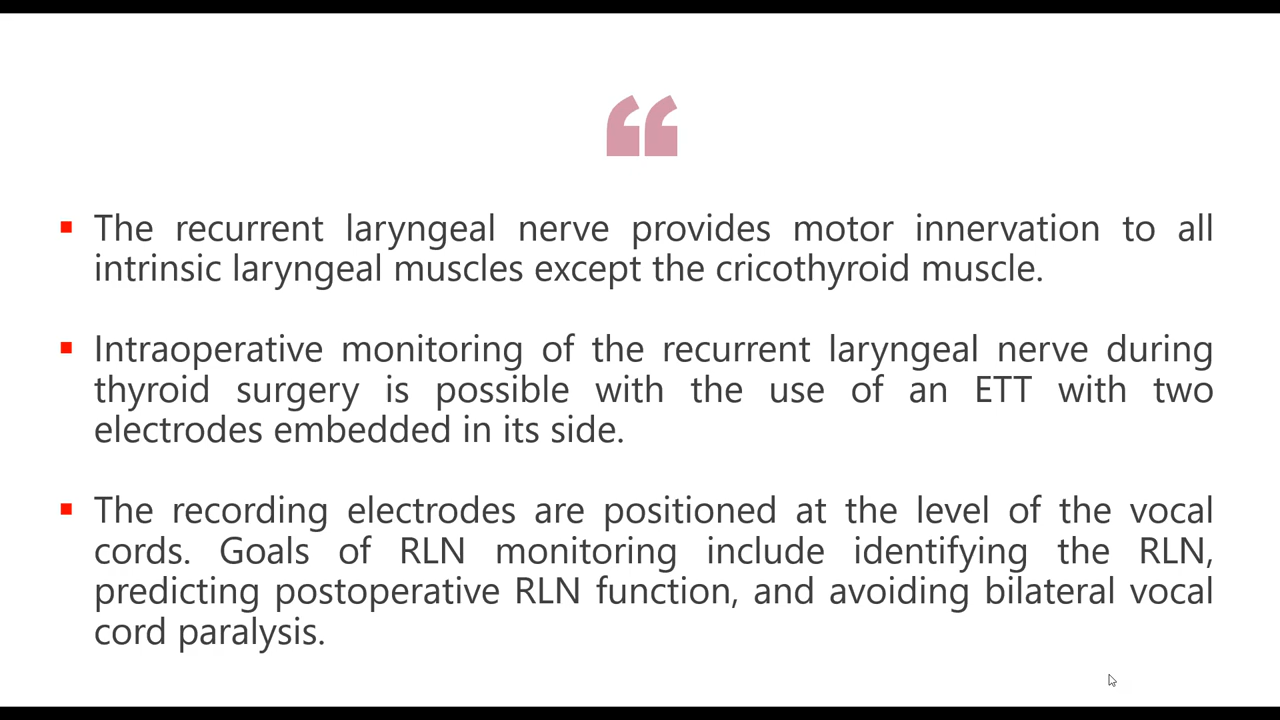 “
▪ The recurrent laryngeal nerve provides motor innervation to all
intrinsic laryngeal muscles except the cricothyroid muscle.
▪ Intraoperative monitoring of the recurrent laryngeal nerve during
thyroid surgery is possible with the use of an ETT with two
electrodes embedded in its side.
▪ The recording electrodes are positioned at the level of the vocal
cords. Goals of RLN monitoring include identifying the RLN,
predicting postoperative RLN function, and avoiding bilateral vocal
cord paralysis.